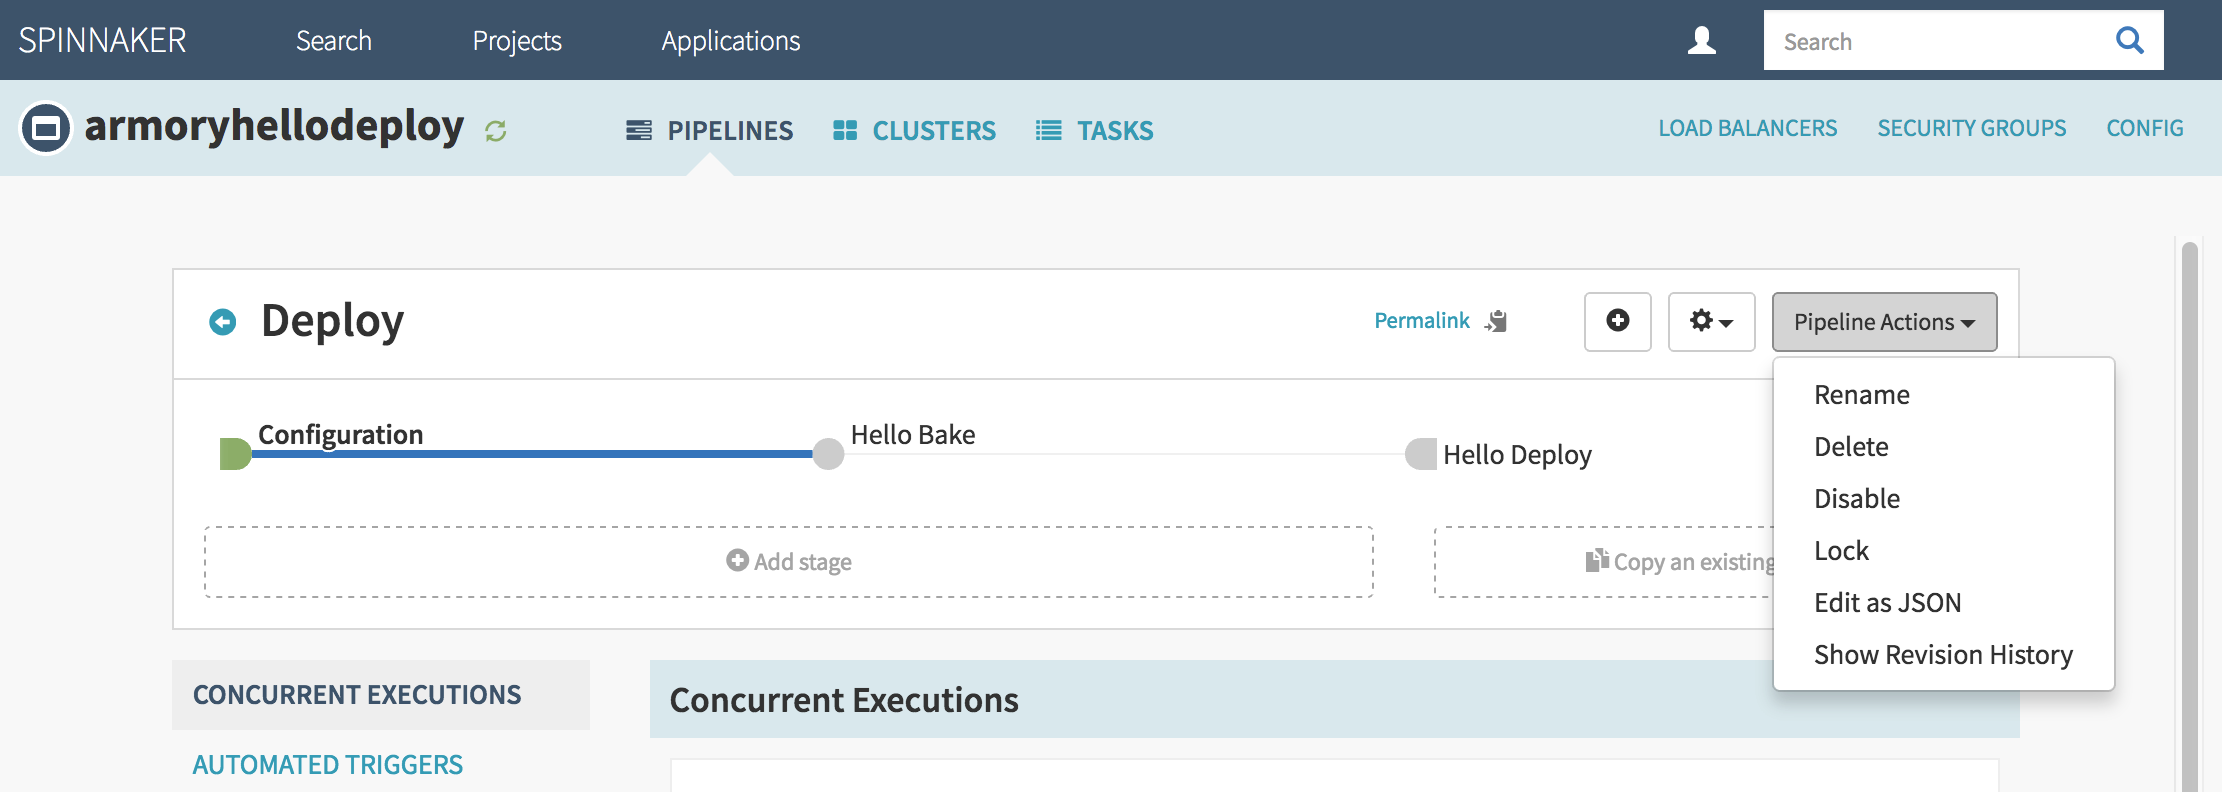 SPINNAKER Search Projects Applications Search
armoryhellodeploy PIPELINES CLUSTERS TASKS LOAD BALANCERS SECURITY GROUPS CONFIG
Deploy Permalink Pipeline Actions
Rename
Delete
Disable
Lock
Edit as JSON
Show Revision History
Configuration Hello Bake Hello Deploy
Add stage Copy an existing
CONCURRENT EXECUTIONS
AUTOMATED TRIGGERS
Concurrent Executions